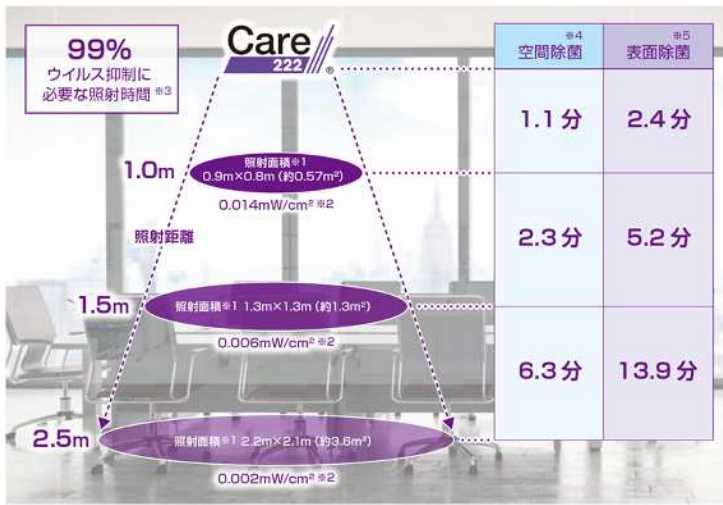 99%
ウイルス抑制に
必要な照射時間 ※3
Care
222 ®
※4
空間除菌
※5
表面除菌
1.1 分
2.4 分
1.0m
照射面積※1
0.9m×0.8m (約0.57m²)
0.014mW/cm² ※2
照射距離
2.3 分
5.2 分
1.5m
照射面積※1 1.3m×1.3m (約1.3m²)
0.006mW/cm² ※2
6.3 分
13.9 分
2.5m
照射面積※1 2.2m×2.1m (約3.6m²)
0.002mW/cm² ※2